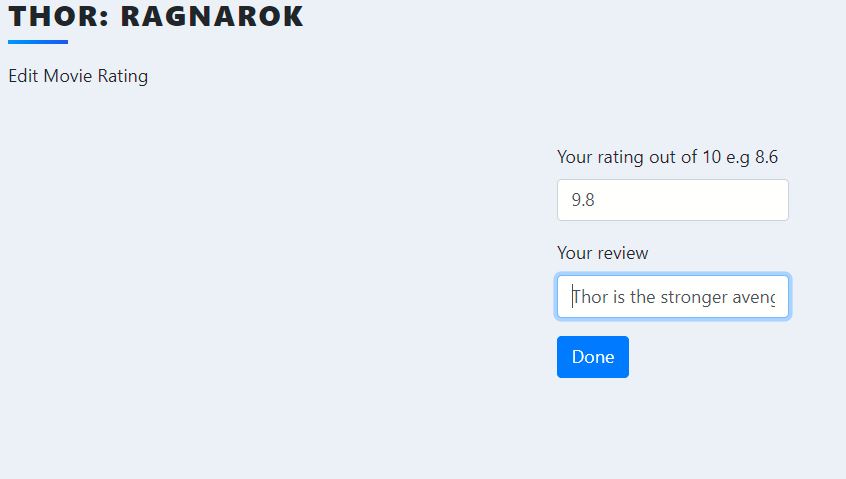 THOR: RAGNAROK
Edit Movie Rating
Your rating out of 10 e.g 8.6
9.8
Your review
Thor is the stronger
Done